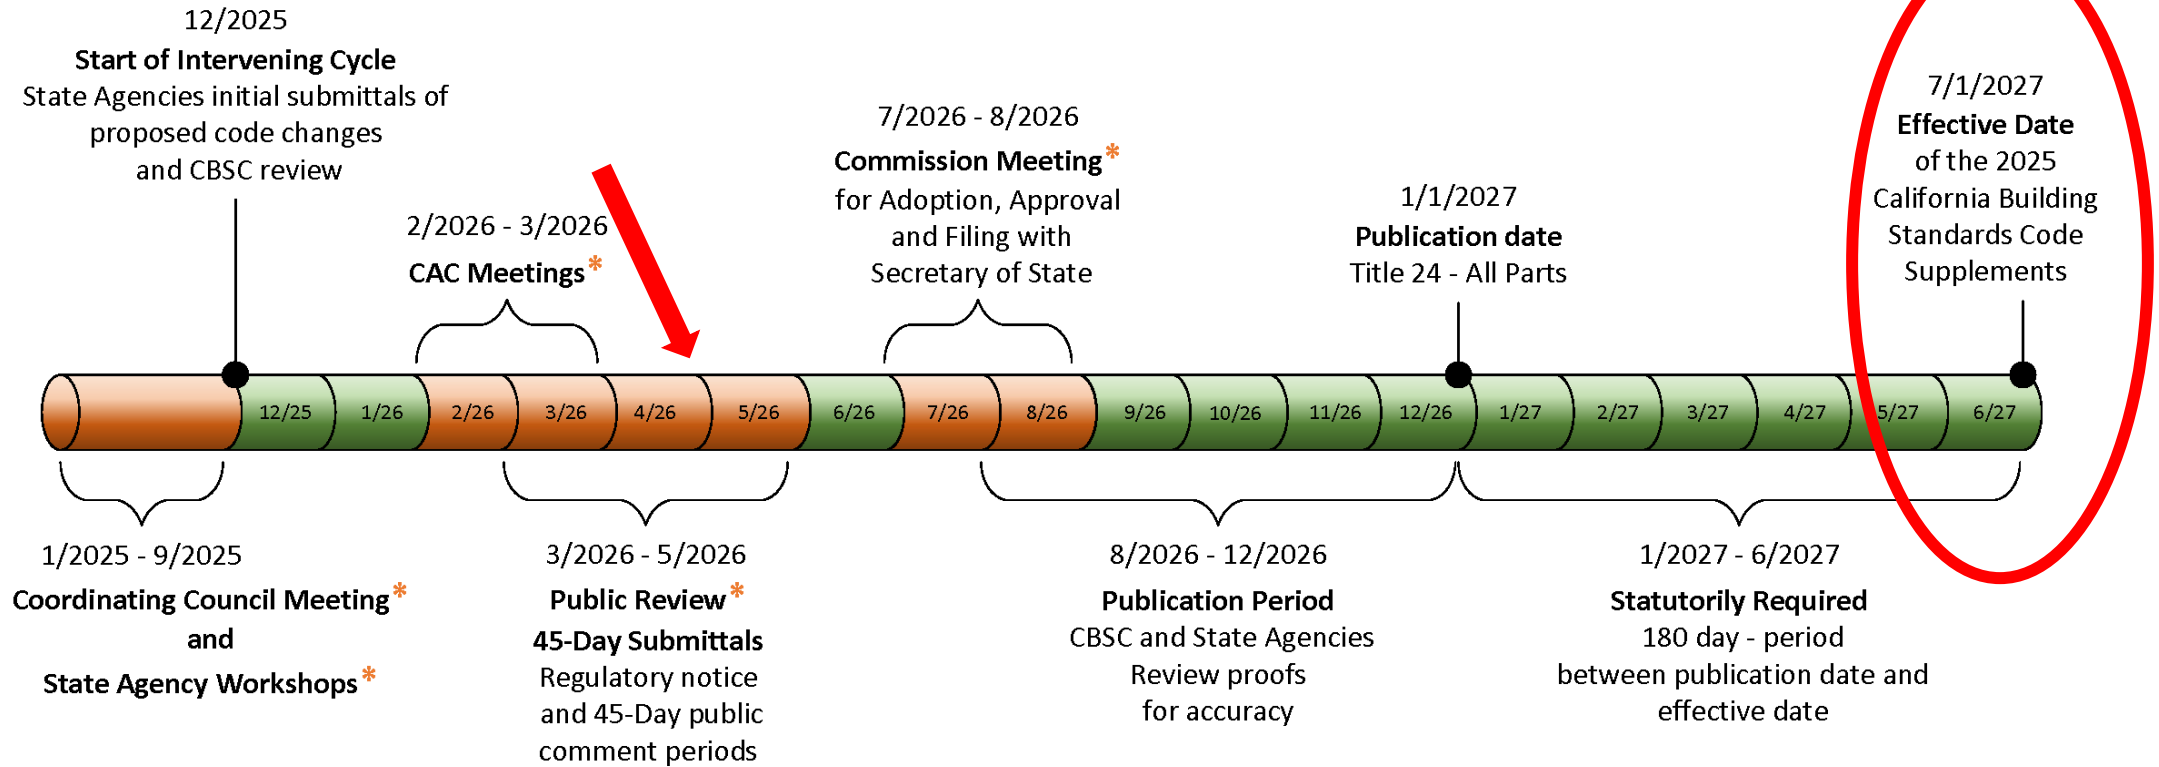 12/2025
Start of Intervening Cycle
State Agencies initial submittals of
proposed code changes
and CBSC review
2/2026 - 3/2026
CAC Meetings*
7/2026 - 8/2026
Commission Meeting*
for Adoption, Approval
and Filing with
Secretary of State
1/1/2027
Publication date
Title 24 - All Parts
7/1/2027
Effective Date
of the 2025
California Building
Standards Code
Supplements
12/25
1/26
2/26
3/26
4/26
5/26
6/26
7/26
8/26
9/26
10/26
11/26
12/26
1/27
2/27
3/27
4/27
5/27
6/27
1/2025 - 9/2025
Coordinating Council Meeting*
and
State Agency Workshops*
3/2026 - 5/2026
Public Review*
45-Day Submittals
Regulatory notice
and 45-Day public
comment periods
8/2026 - 12/2026
Publication Period
CBSC and State Agencies
Review proofs
for accuracy
1/2027 - 6/2027
Statutorily Required
180 day - period
between publication date and
effective date